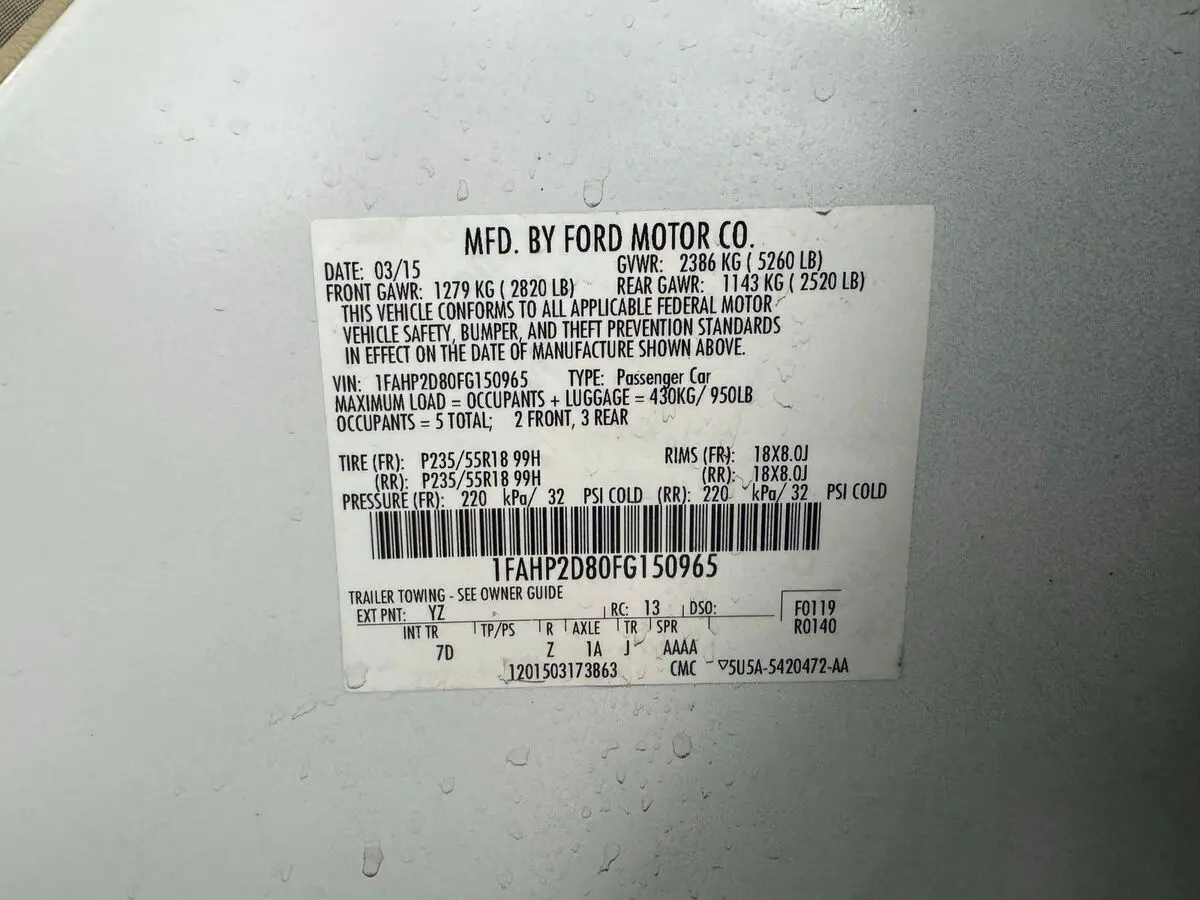 MFD. BY FORD MOTOR CO.
DATE: 03/15 GVWR: 2386 KG ( 5260 LB)
FRONT GAWR: 1279 KG ( 2820 LB) REAR GAWR: 1143 KG ( 2520 LB)
THIS VEHICLE CONFORMS TO ALL APPLICABLE FEDERAL MOTOR
VEHICLE SAFETY, BUMPER, AND THEFT PREVENTION STANDARDS
IN EFFECT ON THE DATE OF MANUFACTURE SHOWN ABOVE.
VIN: 1FAHP2D80FG150965 TYPE: Passenger Car
MAXIMUM LOAD = OCCUPANTS + LUGGAGE = 430KG/ 950LB
OCCUPANTS = 5 TOTAL; 2 FRONT, 3 REAR
TIRE (FR): P235/55R18 99H RIMS (FR): 18X8.0J
(RR): P235/55R18 99H (RR): 18X8.0J
PRESSURE (FR): 220 kPa/ 32 PSI COLD (RR): 220 kPa/ 32 PSI COLD
1FAHP2D80FG150965
TRAILER TOWING - SEE OWNER GUIDE
EXT PNT: YZ RC: 13 DSO: F0119
INT TR TP/PS R AXLE TR SPR R0140
7D Z 1A J AAAA
1201503173863 CMC ▽5U5A-5420472-AA